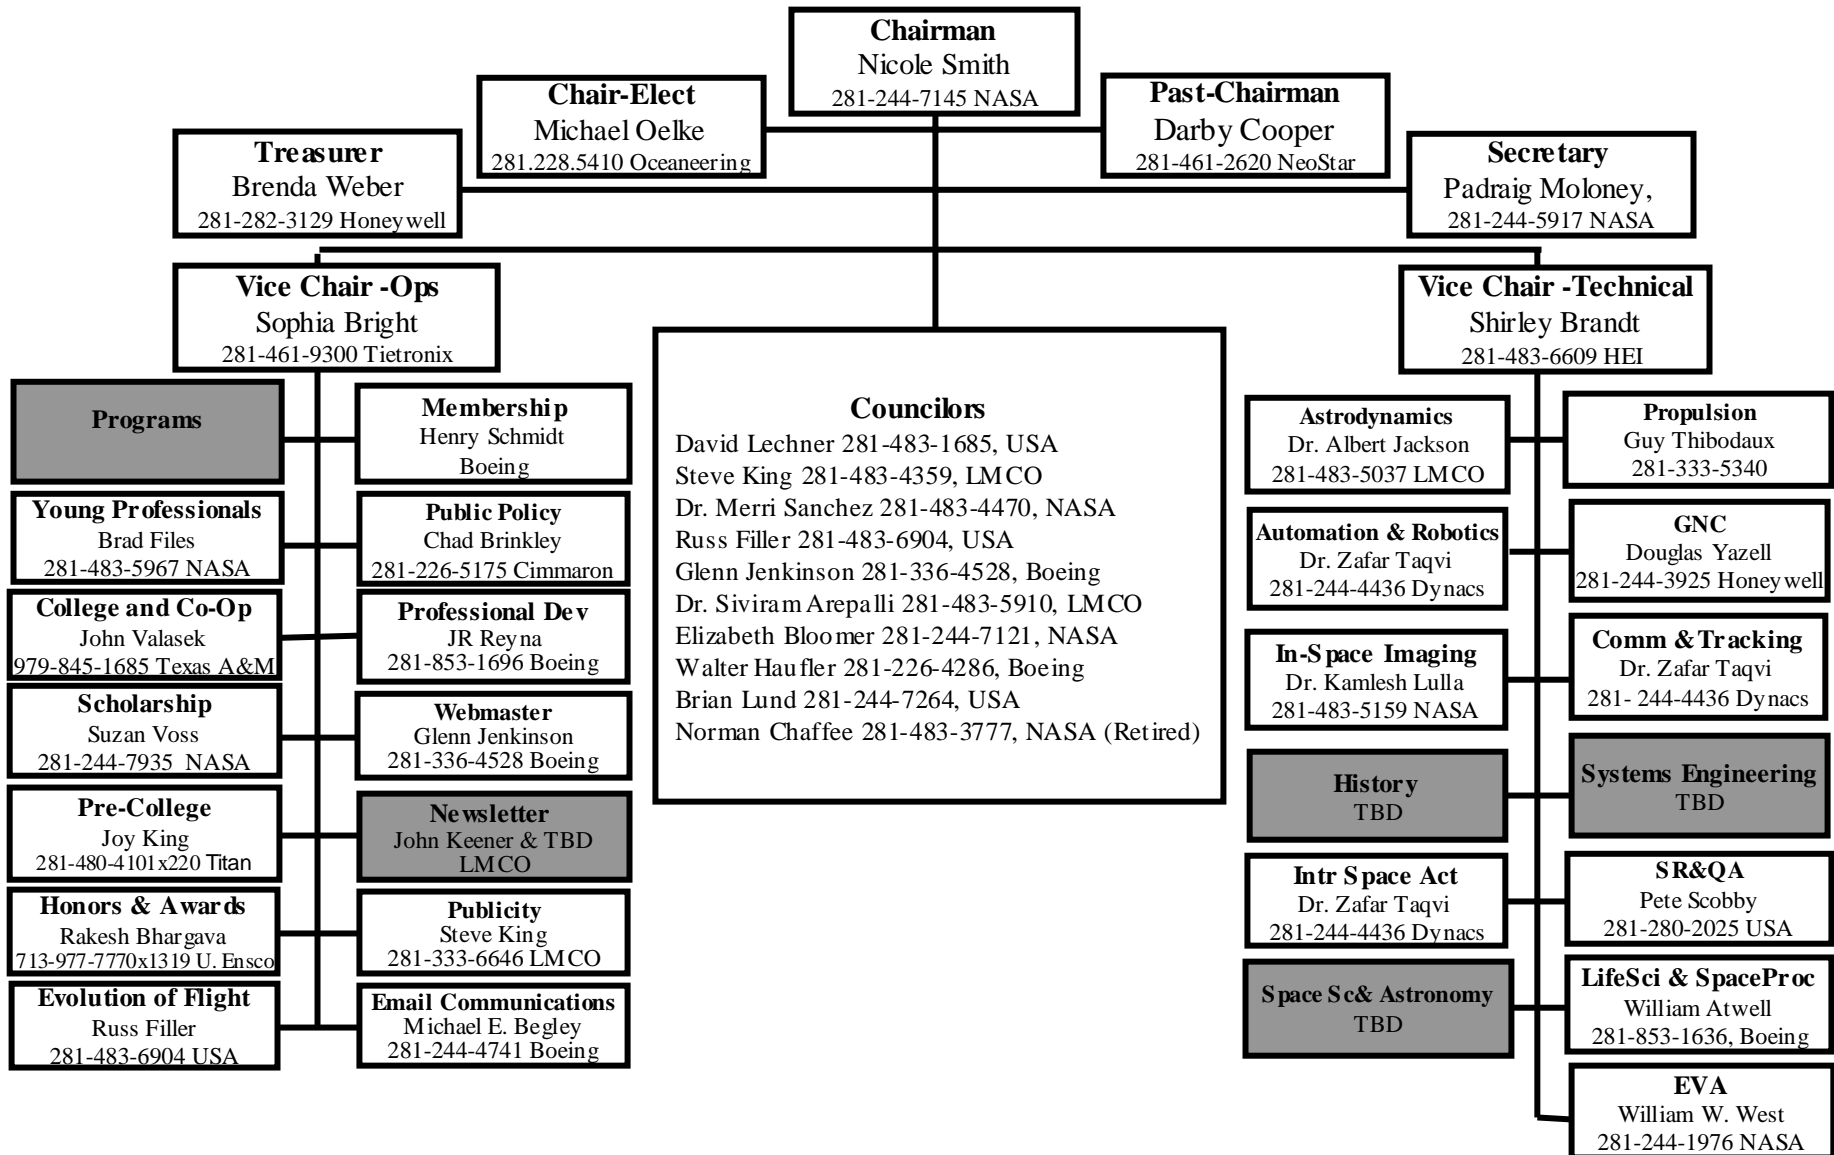 Chairman
Nicole Smith
281-244-7145 NASA
Chair-Elect
Michael Oelke
281.228.5410 Oceaneering
Past-Chairman
Darby Cooper
281-461-2620 NeoStar
Treasurer
Brenda Weber
281-282-3129 Honeywell
Secretary
Padraig Moloney,
281-244-5917 NASA
Vice Chair -Ops
Sophia Bright
281-461-9300 Tietronix
Vice Chair -Technical
Shirley Brandt
281-483-6609 HEI
Programs
Membership
Henry Schmidt
Boeing
Young Professionals
Brad Files
281-483-5967 NASA
Public Policy
Chad Brinkley
281-226-5175 Cimmaron
College and Co-Op
John Valasek
979-845-1685 Texas A&M
Professional Dev
JR Reyna
281-853-1696 Boeing
Scholarship
Suzan Voss
281-244-7935 NASA
Webmaster
Glenn Jenkinson
281-336-4528 Boeing
Pre-College
Joy King
281-480-4101x220 Titan
Newsletter
John Keener & TBD
LMCO
Honors & Awards
Rakesh Bhargava
713-977-7770x1319 U. Ensco
Publicity
Steve King
281-333-6646 LMCO
Evolution of Flight
Russ Filler
281-483-6904 USA
Email Communications
Michael E. Begley
281-244-4741 Boeing
Councilors
David Lechner 281-483-1685, USA
Steve King 281-483-4359, LMCO
Dr. Merri Sanchez 281-483-4470, NASA
Russ Filler 281-483-6904, USA
Glenn Jenkinson 281-336-4528, Boeing
Dr. Siviram Arepalli 281-483-5910, LMCO
Elizabeth Bloomer 281-244-7121, NASA
Walter Haufler 281-226-4286, Boeing
Brian Lund 281-244-7264, USA
Norman Chaffee 281-483-3777, NASA (Retired)
Astrodynamics
Dr. Albert Jackson
281-483-5037 LMCO
Propulsion
Guy Thibodaux
281-333-5340
Automation & Robotics
Dr. Zafar Taqvi
281-244-4436 Dynacs
GNC
Douglas Yazell
281-244-3925 Honeywell
In-Space Imaging
Dr. Kamlesh Lulla
281-483-5159 NASA
Comm & Tracking
Dr. Zafar Taqvi
281- 244-4436 Dynacs
History
TBD
Systems Engineering
TBD
Intr Space Act
Dr. Zafar Taqvi
281-244-4436 Dynacs
SR&QA
Pete Scobby
281-280-2025 USA
Space Sc& Astronomy
TBD
LifeSci & SpaceProc
William Atwell
281-853-1636, Boeing
EVA
William W. West
281-244-1976 NASA